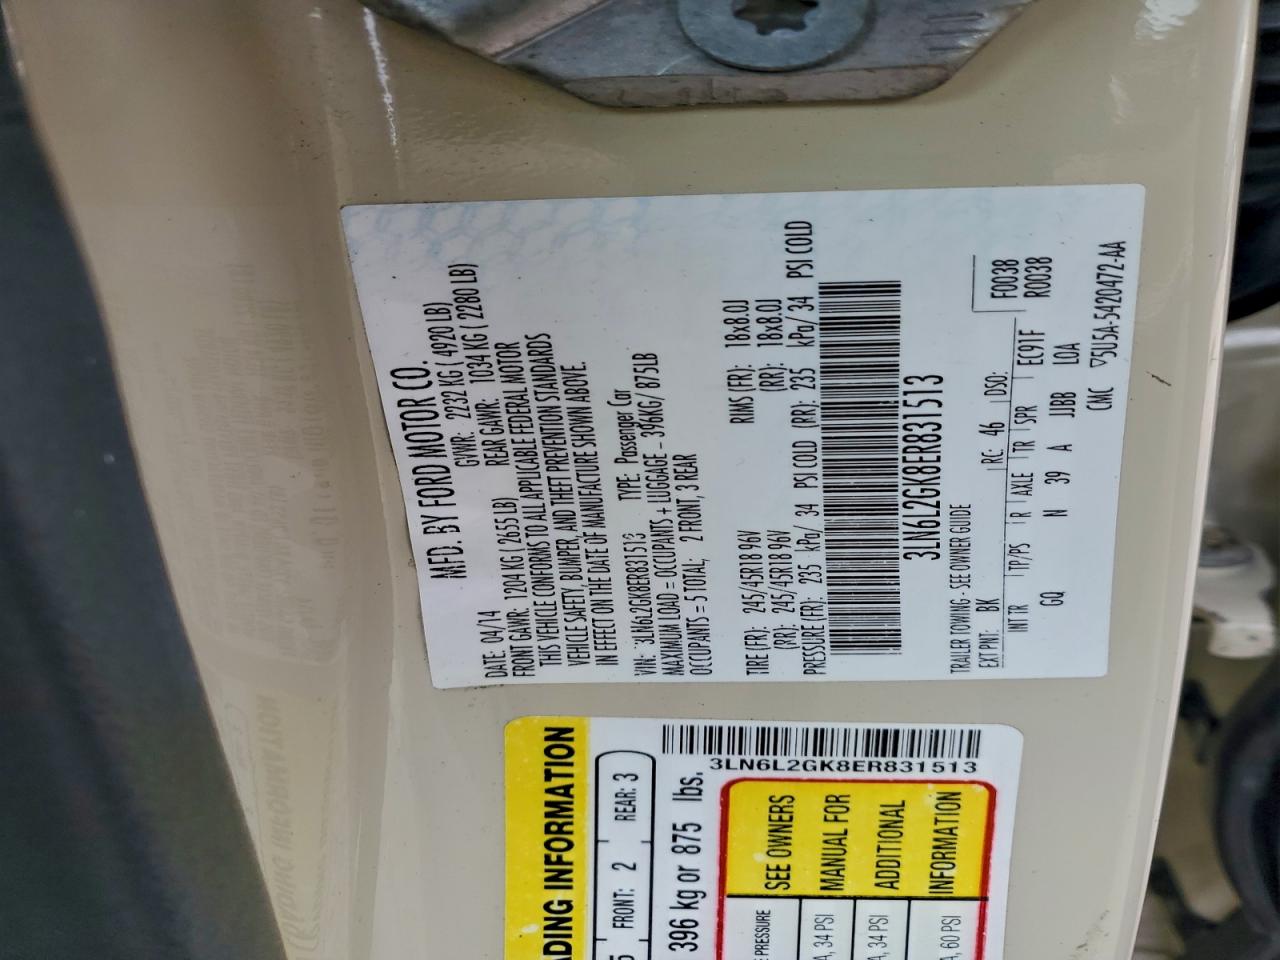 MFD. BY FORD MOTOR CO.
DATE: 04/14 GVWR: 2232 KG ( 4920 LB)
FRONT GAWR: 1204 KG ( 2655 LB) REAR GAWR: 1034 KG ( 2280 LB)
THIS VEHICLE CONFORMS TO ALL APPLICABLE FEDERAL MOTOR
VEHICLE SAFETY, BUMPER, AND THEFT PREVENTION STANDARDS
IN EFFECT ON THE DATE OF MANUFACTURE SHOWN ABOVE.
VIN: 3LN6L2GK8ER831513 TYPE: Passenger Car
MAXIMUM LOAD = OCCUPANTS + LUGGAGE = 396KG/ 875LB
OCCUPANTS = 5 TOTAL; 2 FRONT, 3 REAR
TIRE (FR): 245/45R18 96V RIMS (FR): 18x8.0J
(RR): 245/45R18 96V (RR): 18x8.0J
PRESSURE (FR): 235 kPa/ 34 PSI COLD (RR): 235 kPa/ 34 PSI COLD
3LN6L2GK8ER831513
TRAILER TOWING - SEE OWNER GUIDE
EXT PNT: BK RC: 46 DSO: F0038
R0038
INT TR TP/PS R AXLE TR SPR EC91F
GQ N 39 A JJBB LOA
CMC ▽5U5A-5420472-AA
ADING INFORMATION
FRONT: 2 REAR: 3
396 kg or 875 lbs.
3LN6L2GK8ER831513
PRESSURE SEE OWNERS
, 34 PSI MANUAL FOR
, 34 PSI ADDITIONAL
, 60 PSI INFORMATION